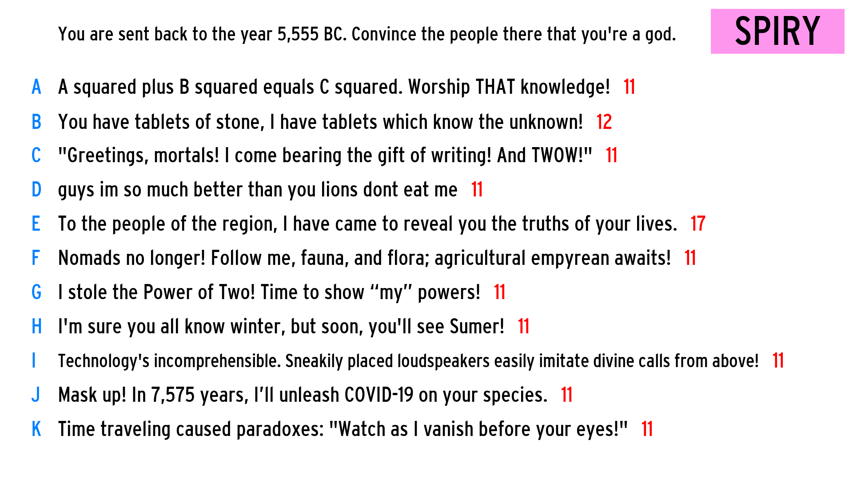 You are sent back to the year 5,555 BC. Convince the people there that you're a god.
SPIRY
A A squared plus B squared equals C squared. Worship THAT knowledge! 11
B You have tablets of stone, I have tablets which know the unknown! 12
C "Greetings, mortals! I come bearing the gift of writing! And TWOW!" 11
D guys im so much better than you lions dont eat me 11
E To the people of the region, I have came to reveal you the truths of your lives. 17
F Nomads no longer! Follow me, fauna, and flora; agricultural empyrean awaits! 11
G I stole the Power of Two! Time to show “my” powers! 11
H I'm sure you all know winter, but soon, you'll see Sumer! 11
I Technology's incomprehensible. Sneakily placed loudspeakers easily imitate divine calls from above! 11
J Mask up! In 7,575 years, I’ll unleash COVID-19 on your species. 11
K Time traveling caused paradoxes: "Watch as I vanish before your eyes!" 11